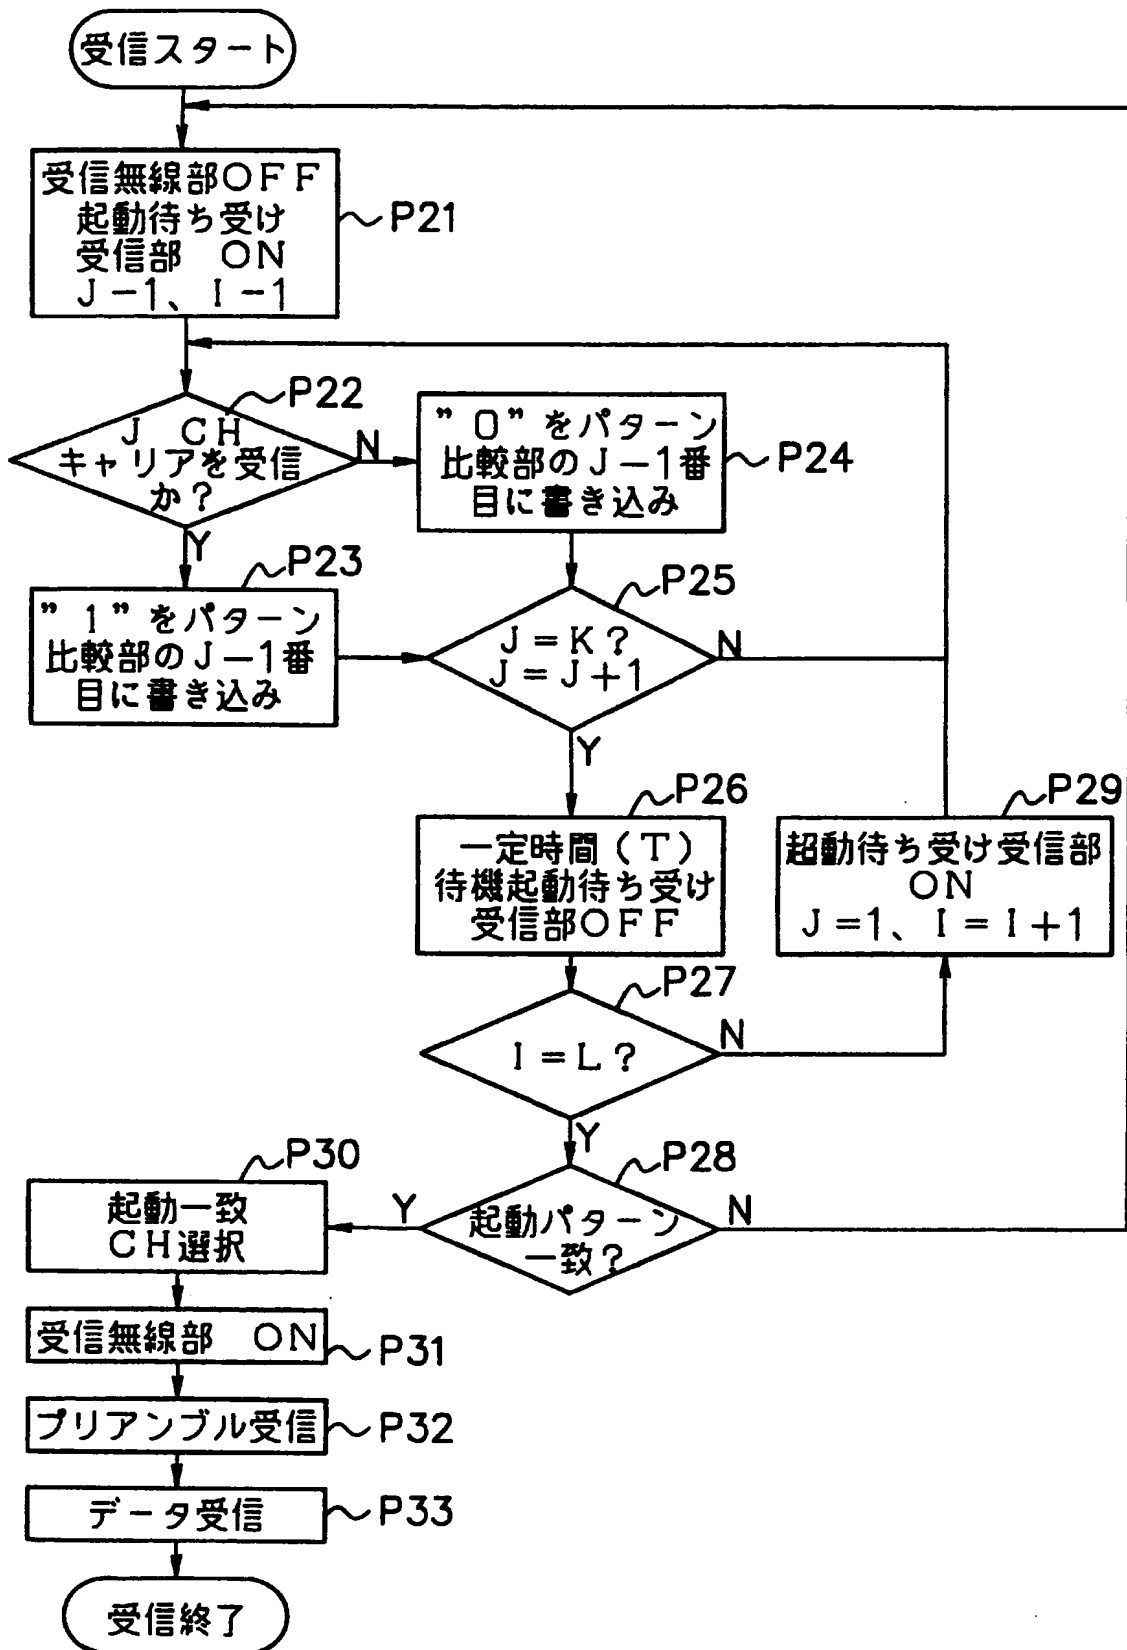 受信スタート
受信無線部OFF
起動待ち受け
受信部 ON
J-1、I-1
P21
P22
J CH
キャリアを受信
か?
N
Y
"0"をパターン
比較部のJ-1番
目に書き込み
P24
P23
"1"をパターン
比較部のJ-1番
目に書き込み
P25
J=K?
J=J+1
N
Y
P26
一定時間(T)
待機起動待ち受け
受信部OFF
P29
超動待ち受け受信部
ON
J=1、I=I+1
P27
I=L?
N
Y
P28
起動パターン
一致?
Y
N
P30
起動一致
CH選択
受信無線部 ON
P31
プリアンブル受信
P32
データ受信
P33
受信終了